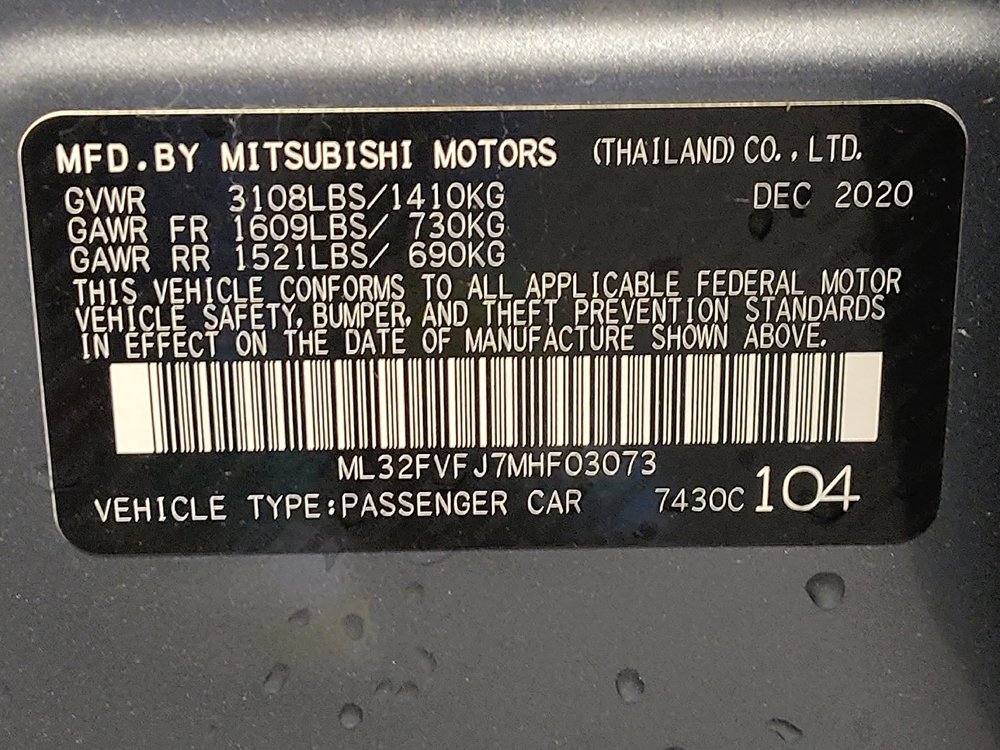 MFD.BY MITSUBISHI MOTORS (THAILAND) CO.,LTD.
GVWR 3108LBS/1410KG DEC 2020
GAWR FR 1609LBS/ 730KG
GAWR RR 1521LBS/ 690KG
THIS VEHICLE CONFORMS TO ALL APPLICABLE FEDERAL MOTOR
VEHICLE SAFETY, BUMPER, AND THEFT PREVENTION STANDARDS
IN EFFECT ON THE DATE OF MANUFACTURE SHOWN ABOVE.
ML32FVFJ7MHF03073
VEHICLE TYPE:PASSENGER CAR 7430C 104